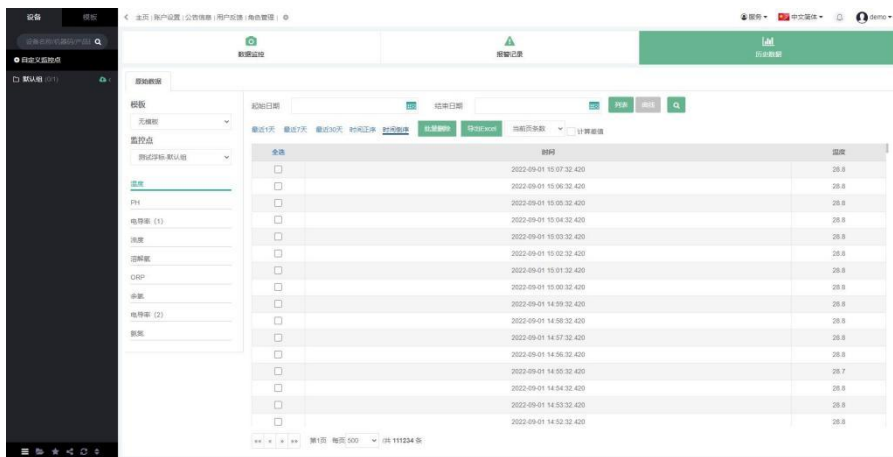 设备 模板
主页 | 账户设置 | 公告信息 | 用户反馈 | 角色管理 |
服务 中文简体 demo
自定义监控点
默认组 (0/1)
数据监控 报警记录 历史数据
原始数据
模板
无模板
监控点
测试浮标-默认组
温度
PH
电导率 (1)
浊度
溶解氧
ORP
余氯
电导率 (2)
氨氮
起始日期 结束日期 列表 曲线
最近1天 最近7天 最近30天 时间正序 时间倒序 批量删除 导出Excel 当前页条数 计算差值
全选 时间 温度
2022-09-01 15:07:32.420 28.8
2022-09-01 15:06:32.420 28.8
2022-09-01 15:05:32.420 28.8
2022-09-01 15:04:32.420 28.8
2022-09-01 15:03:32.420 28.8
2022-09-01 15:02:32.420 28.8
2022-09-01 15:01:32.420 28.8
2022-09-01 15:00:32.420 28.8
2022-09-01 14:59:32.420 28.8
2022-09-01 14:58:32.420 28.8
2022-09-01 14:57:32.420 28.8
2022-09-01 14:56:32.420 28.8
2022-09-01 14:55:32.420 28.7
2022-09-01 14:54:32.420 28.8
2022-09-01 14:53:32.420 28.8
2022-09-01 14:52:32.420 28.8
第1页 每页 500 /共 111234 条